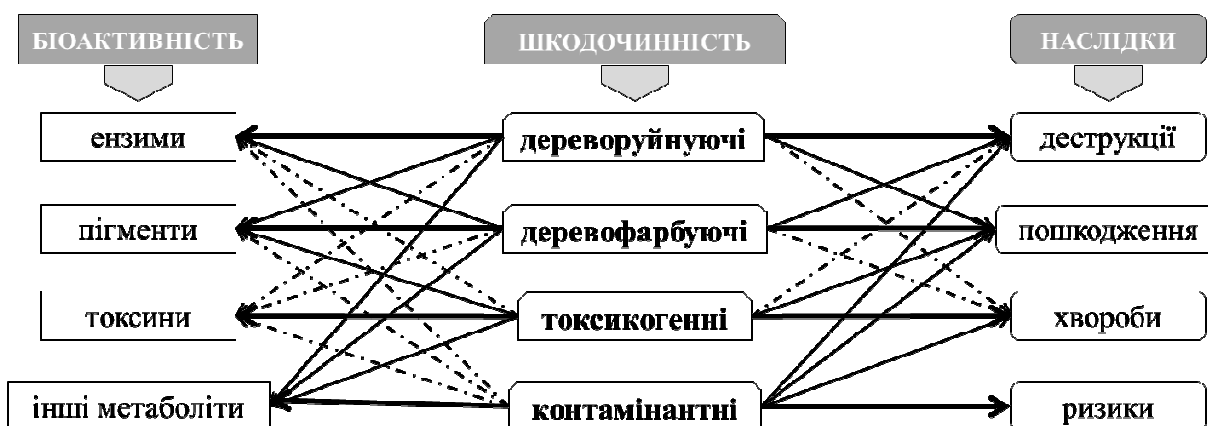 БІОАКТИВНІСТЬ ШКОДОЧИННІСТЬ НАСЛІДКИ
ензими дереворуйнуючі деструкції
пігменти деревофарбуючі пошкодження
токсини токсикогенні хвороби
інші метаболіти контамінантні ризики